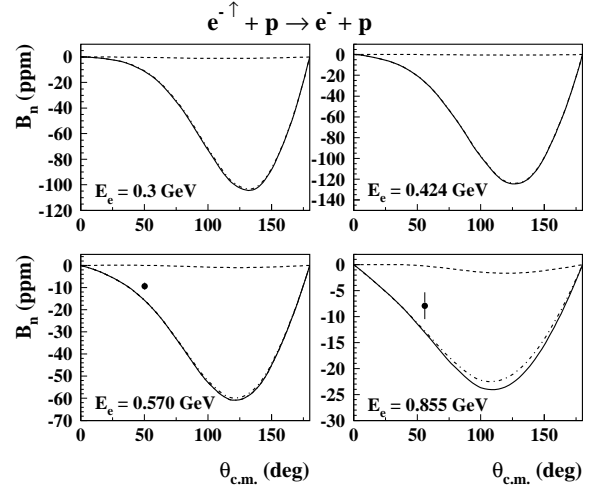 e⁻↑ + p → e⁻ + p
Bₙ (ppm)
0
-20
-40
-60
-80
-100
-120
0 50 100 150
E_e = 0.3 GeV
0
-20
-40
-60
-80
-100
-120
-140
0 50 100 150
E_e = 0.424 GeV
Bₙ (ppm)
0
-10
-20
-30
-40
-50
-60
-70
0 50 100 150
E_e = 0.570 GeV
θ_c.m. (deg)
0
-5
-10
-15
-20
-25
-30
0 50 100 150
E_e = 0.855 GeV
θ_c.m. (deg)